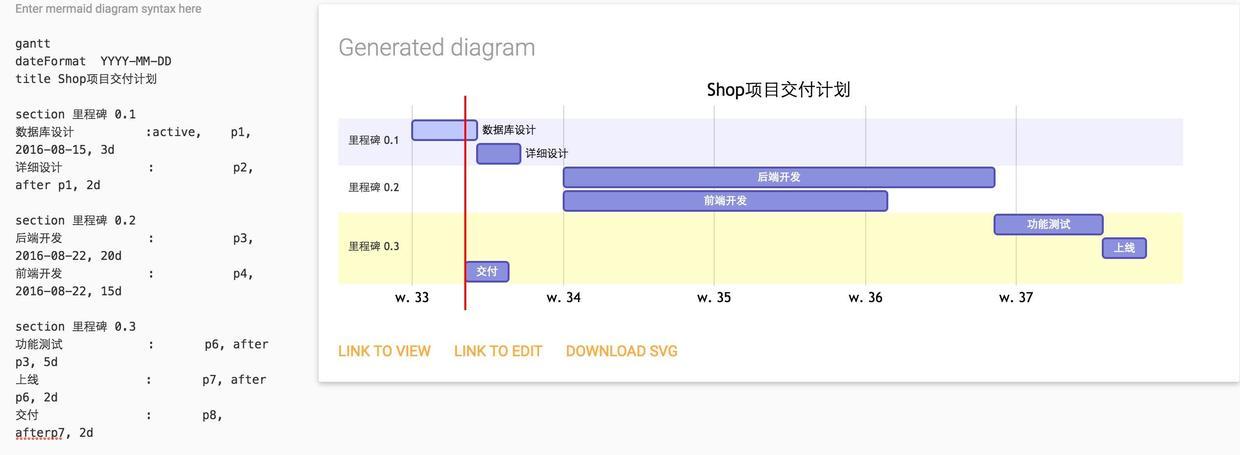 Enter mermaid diagram syntax here
gantt
dateFormat YYYY-MM-DD
title Shop项目交付计划
section 里程碑 0.1
数据库设计 :active, p1,
2016-08-15, 3d
详细设计 : p2,
after p1, 2d
section 里程碑 0.2
后端开发 : p3,
2016-08-22, 20d
前端开发 : p4,
2016-08-22, 15d
section 里程碑 0.3
功能测试 : p6, after
p3, 5d
上线 : p7, after
p6, 2d
交付 : p8,
afterp7, 2d
Generated diagram
Shop项目交付计划
里程碑 0.1
数据库设计
详细设计
里程碑 0.2
后端开发
前端开发
里程碑 0.3
功能测试
上线
交付
w. 33 w. 34 w. 35 w. 36 w. 37
LINK TO VIEW LINK TO EDIT DOWNLOAD SVG